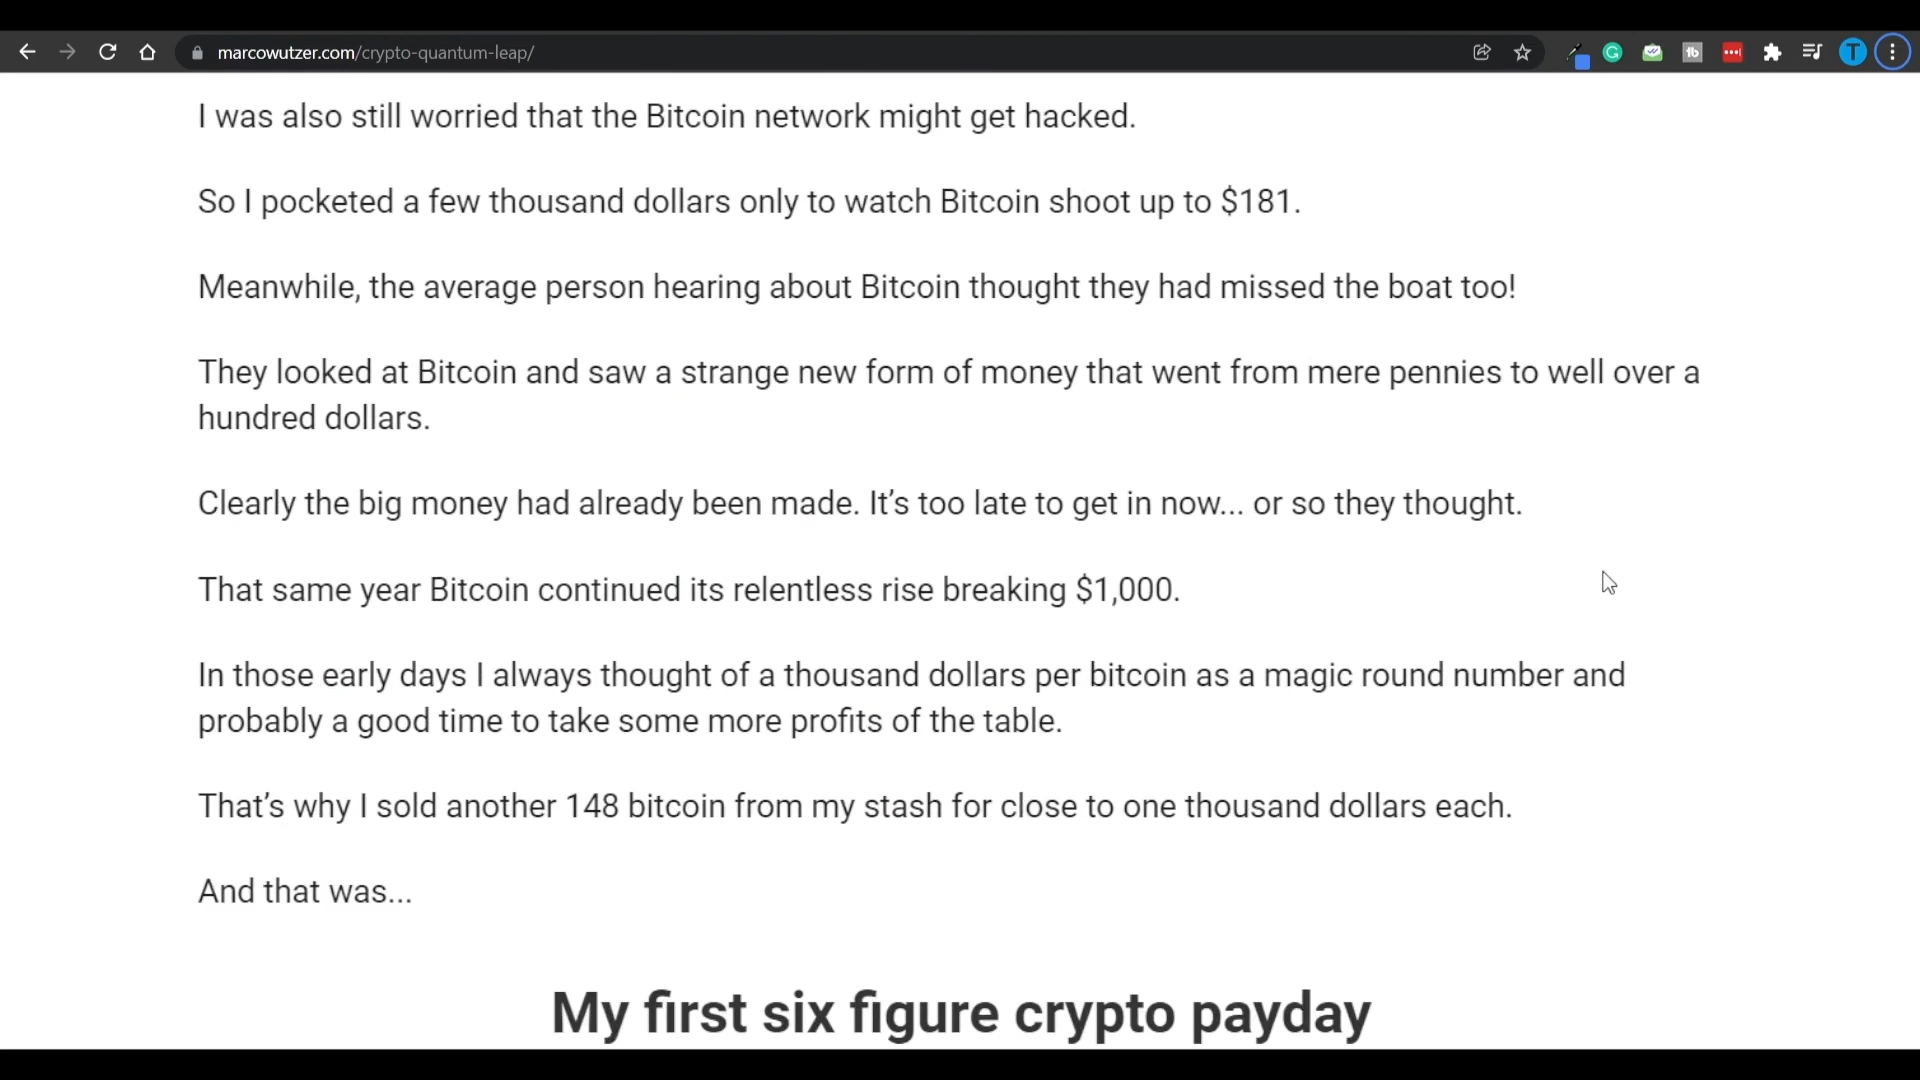 marcowutzer.com/crypto-quantum-leap/
I was also still worried that the Bitcoin network might get hacked.
So I pocketed a few thousand dollars only to watch Bitcoin shoot up to $181.
Meanwhile, the average person hearing about Bitcoin thought they had missed the boat too!
They looked at Bitcoin and saw a strange new form of money that went from mere pennies to well over a
hundred dollars.
Clearly the big money had already been made. It’s too late to get in now... or so they thought.
That same year Bitcoin continued its relentless rise breaking $1,000.
In those early days I always thought of a thousand dollars per bitcoin as a magic round number and
probably a good time to take some more profits of the table.
That’s why I sold another 148 bitcoin from my stash for close to one thousand dollars each.
And that was...
My first six figure crypto payday